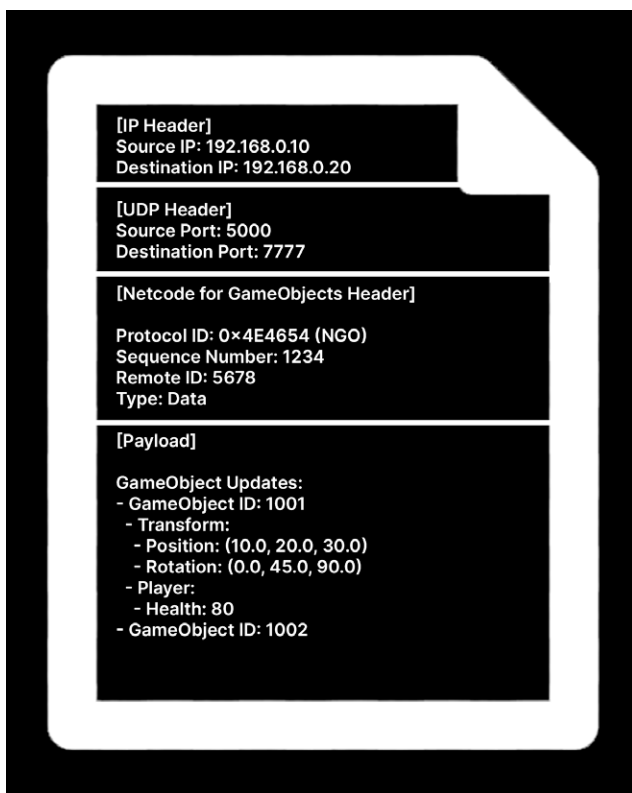 [IP Header]
Source IP: 192.168.0.10
Destination IP: 192.168.0.20
[UDP Header]
Source Port: 5000
Destination Port: 7777
[Netcode for GameObjects Header]
Protocol ID: 0×4E4654 (NGO)
Sequence Number: 1234
Remote ID: 5678
Type: Data
[Payload]
GameObject Updates:
- GameObject ID: 1001
- Transform:
- Position: (10.0, 20.0, 30.0)
- Rotation: (0.0, 45.0, 90.0)
- Player:
- Health: 80
- GameObject ID: 1002